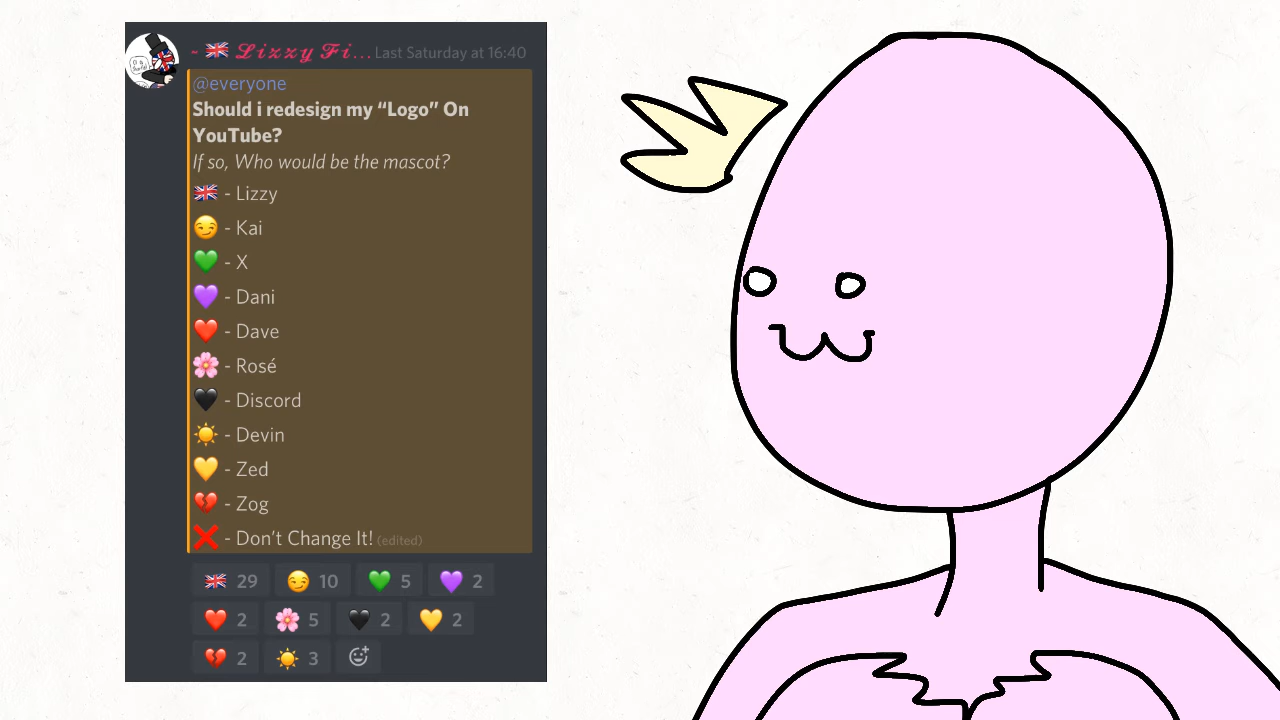 - 🇬🇧 𝓛𝓲𝔃𝔃𝔂 𝓕𝓲... Last Saturday at 16:40
@everyone
Should i redesign my “Logo” On
YouTube?
If so, Who would be the mascot?
🇬🇧 - Lizzy
😏 - Kai
💚 - X
💜 - Dani
❤️ - Dave
🌸 - Rosé
🖤 - Discord
☀️ - Devin
💛 - Zed
💔 - Zog
❌ - Don’t Change It! (edited)
🇬🇧 29 😏 10 💚 5 💜 2
❤️ 2 🌸 5 🖤 2 💛 2
💔 2 ☀️ 3